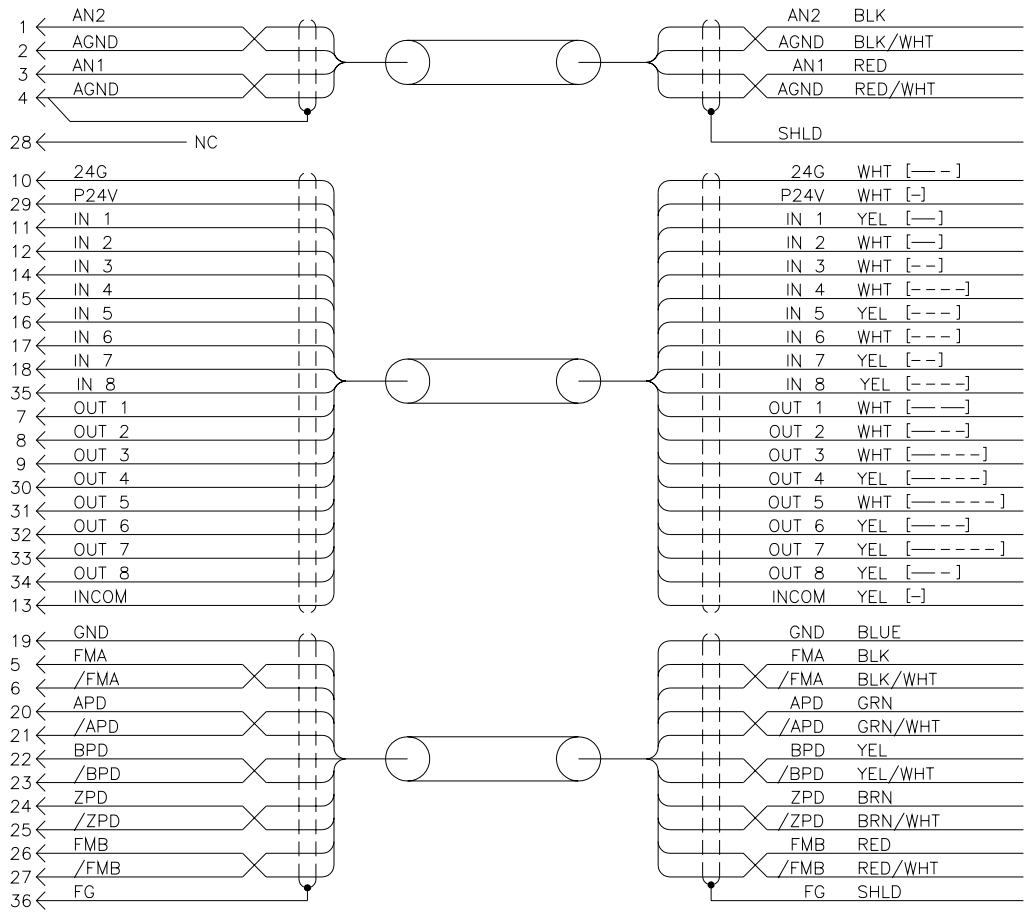 1 AN2 AN2 BLK
2 AGND AGND BLK/WHT
3 AN1 AN1 RED
4 AGND AGND RED/WHT
28 NC SHLD
10 24G 24G WHT [—– –]
29 P24V P24V WHT [–]
11 IN 1 IN 1 YEL [—–]
12 IN 2 IN 2 WHT [—–]
14 IN 3 IN 3 WHT [– –]
15 IN 4 IN 4 WHT [– – – –]
16 IN 5 IN 5 YEL [– – –]
17 IN 6 IN 6 WHT [– – –]
18 IN 7 IN 7 YEL [– –]
35 IN 8 IN 8 YEL [– – – –]
7 OUT 1 OUT 1 WHT [—– —–]
8 OUT 2 OUT 2 WHT [—– – –]
9 OUT 3 OUT 3 WHT [—– – – –]
30 OUT 4 OUT 4 YEL [—– – – –]
31 OUT 5 OUT 5 WHT [—– – – – –]
32 OUT 6 OUT 6 YEL [—– – –]
33 OUT 7 OUT 7 YEL [—– – – – –]
34 OUT 8 OUT 8 YEL [—– –]
13 INCOM INCOM YEL [–]
19 GND GND BLUE
5 FMA FMA BLK
6 /FMA /FMA BLK/WHT
20 APD APD GRN
21 /APD /APD GRN/WHT
22 BPD BPD YEL
23 /BPD /BPD YEL/WHT
24 ZPD ZPD BRN
25 /ZPD /ZPD BRN/WHT
26 FMB FMB RED
27 /FMB /FMB RED/WHT
36 FG FG SHLD